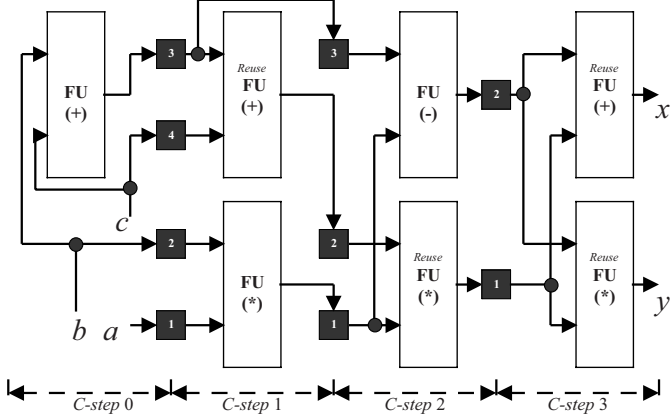 3
3
Reuse
Reuse
FU
(+)
FU
(+)
FU
(-)
2
FU
(+)
x
4
c
2
2
Reuse
Reuse
FU
(*)
FU
(*)
1
FU
(*)
y
b
a
1
1
C-step 0
C-step 1
C-step 2
C-step 3